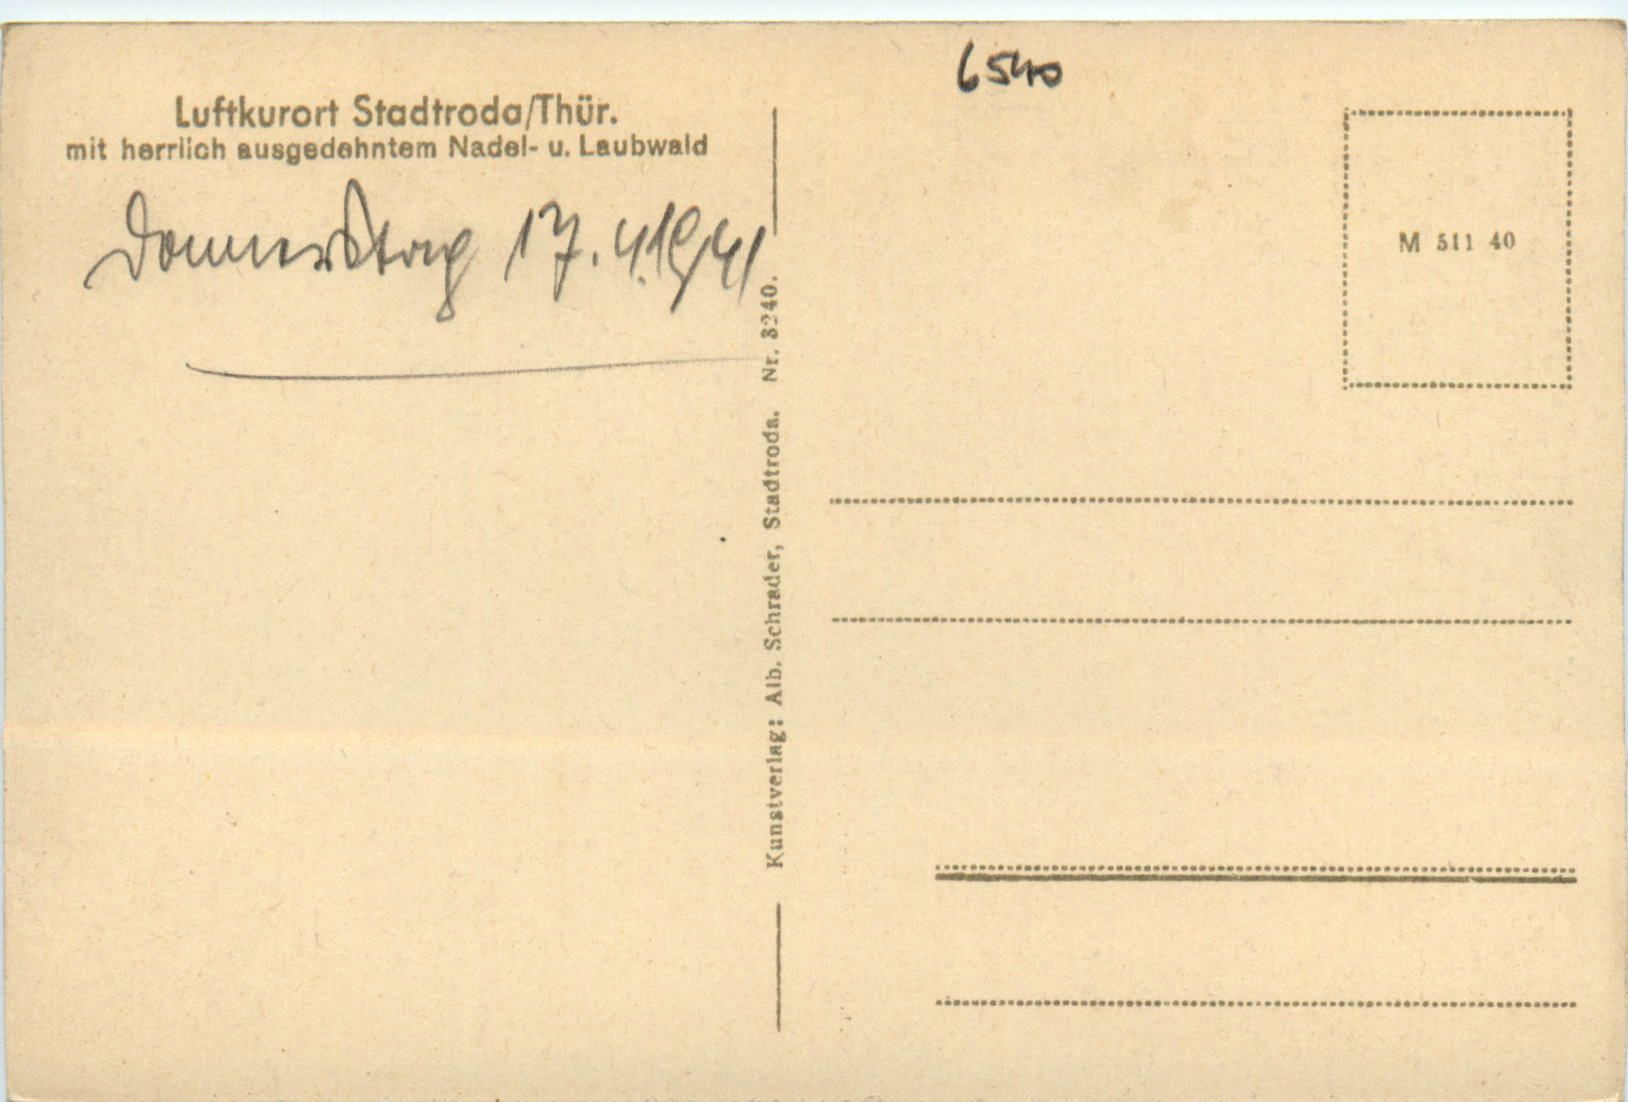 Luftkurort Stadtroda/Thür.
mit herrlich ausgedehntem Nadel- u. Laubwald
Donnerstag 17.4.1941
Kunstverlag: Alb. Schrader, Stadtroda. Nr. 3240.
6540
M 511 40